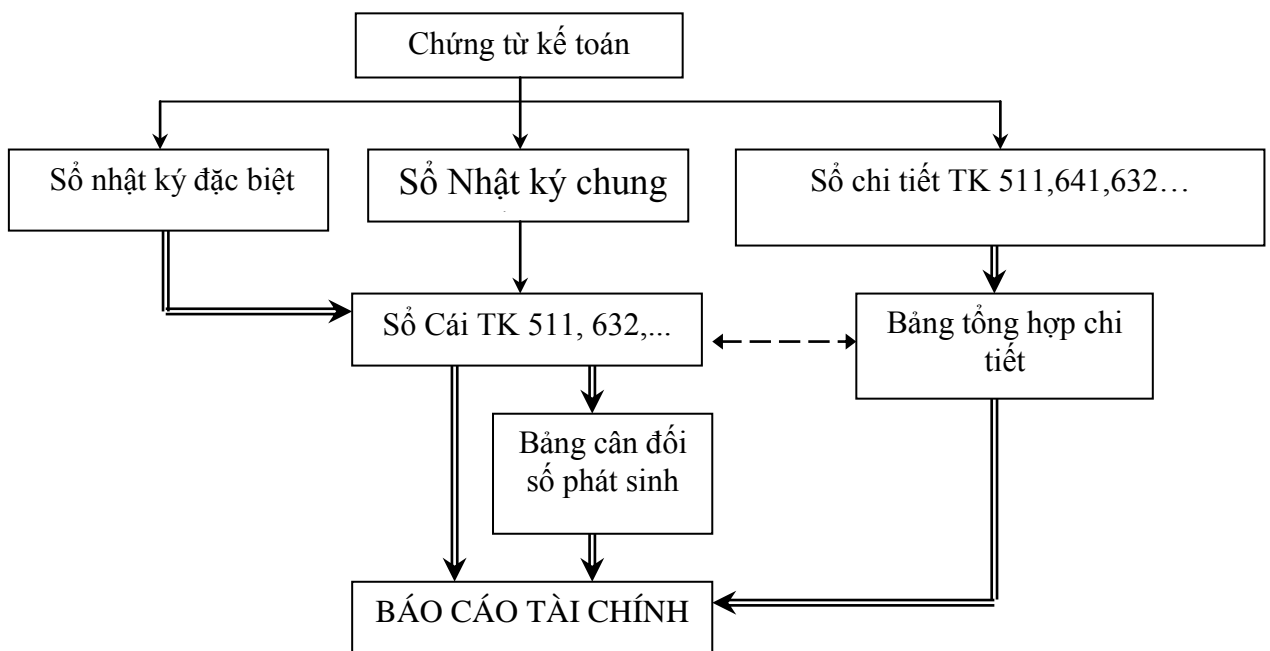 Chứng từ kế toán
Sổ nhật ký đặc biệt
Sổ Nhật ký chung
Sổ chi tiết TK 511,641,632…
Sổ Cái TK 511, 632,...
Bảng tổng hợp chi
tiết
Bảng cân đối
số phát sinh
BÁO CÁO TÀI CHÍNH